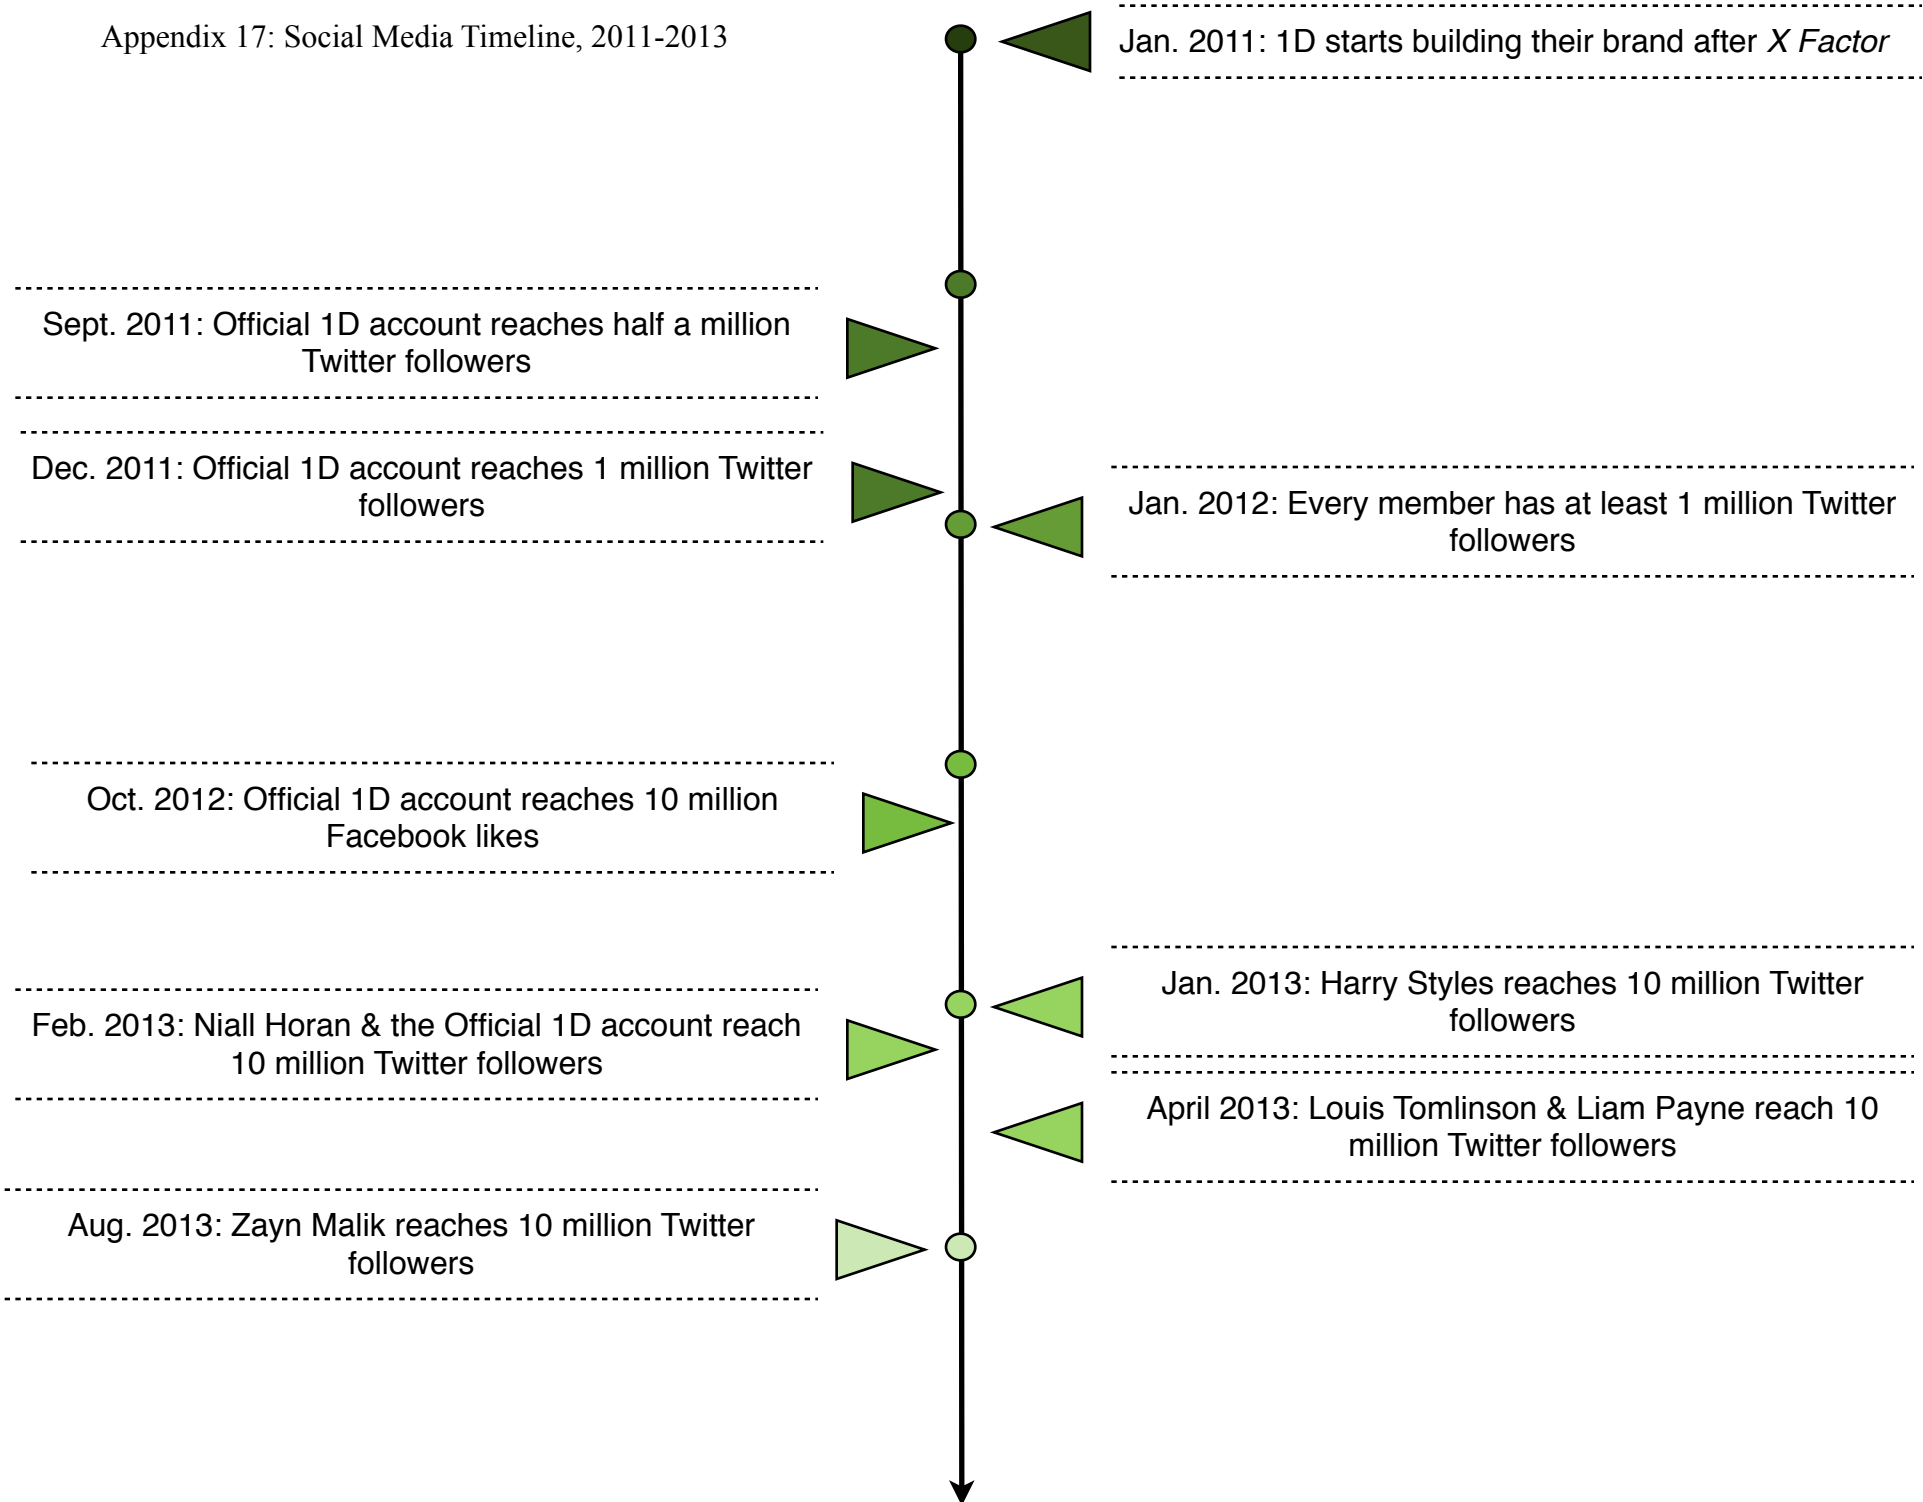 Appendix 17: Social Media Timeline, 2011-2013
Jan. 2011: 1D starts building their brand after X Factor
Sept. 2011: Official 1D account reaches half a million
Twitter followers
Dec. 2011: Official 1D account reaches 1 million Twitter
followers
Jan. 2012: Every member has at least 1 million Twitter
followers
Oct. 2012: Official 1D account reaches 10 million
Facebook likes
Jan. 2013: Harry Styles reaches 10 million Twitter
followers
Feb. 2013: Niall Horan & the Official 1D account reach
10 million Twitter followers
April 2013: Louis Tomlinson & Liam Payne reach 10
million Twitter followers
Aug. 2013: Zayn Malik reaches 10 million Twitter
followers